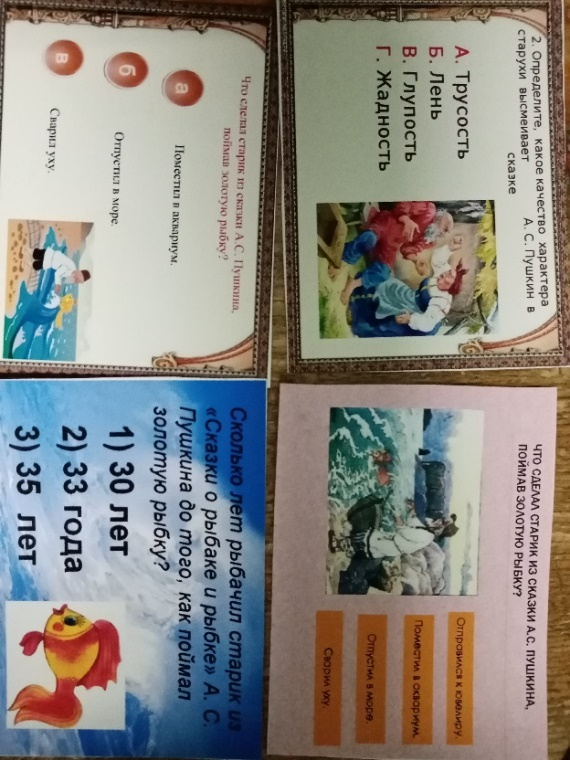 2. Определите, какое качество характера
старухи высмеивает А. С. Пушкин в
сказке
А. Трусость
Б. Лень
В. Глупость
Г. Жадность
Что сделал старик из сказки А.С. Пушкина,
поймав золотую рыбку?
а Поместил в аквариум.
б Отпустил в море.
в Сварил уху.
ЧТО СДЕЛАЛ СТАРИК ИЗ СКАЗКИ А.С. ПУШКИНА,
ПОЙМАВ ЗОЛОТУЮ РЫБКУ?
Отправился к ювелиру.
Поместил в аквариум.
Отпустил в море.
Сварил уху.
Сколько лет рыбачил старик из
«Сказки о рыбаке и рыбке» А. С.
Пушкина до того, как поймал
золотую рыбку?
1) 30 лет
2) 33 года
3) 35 лет